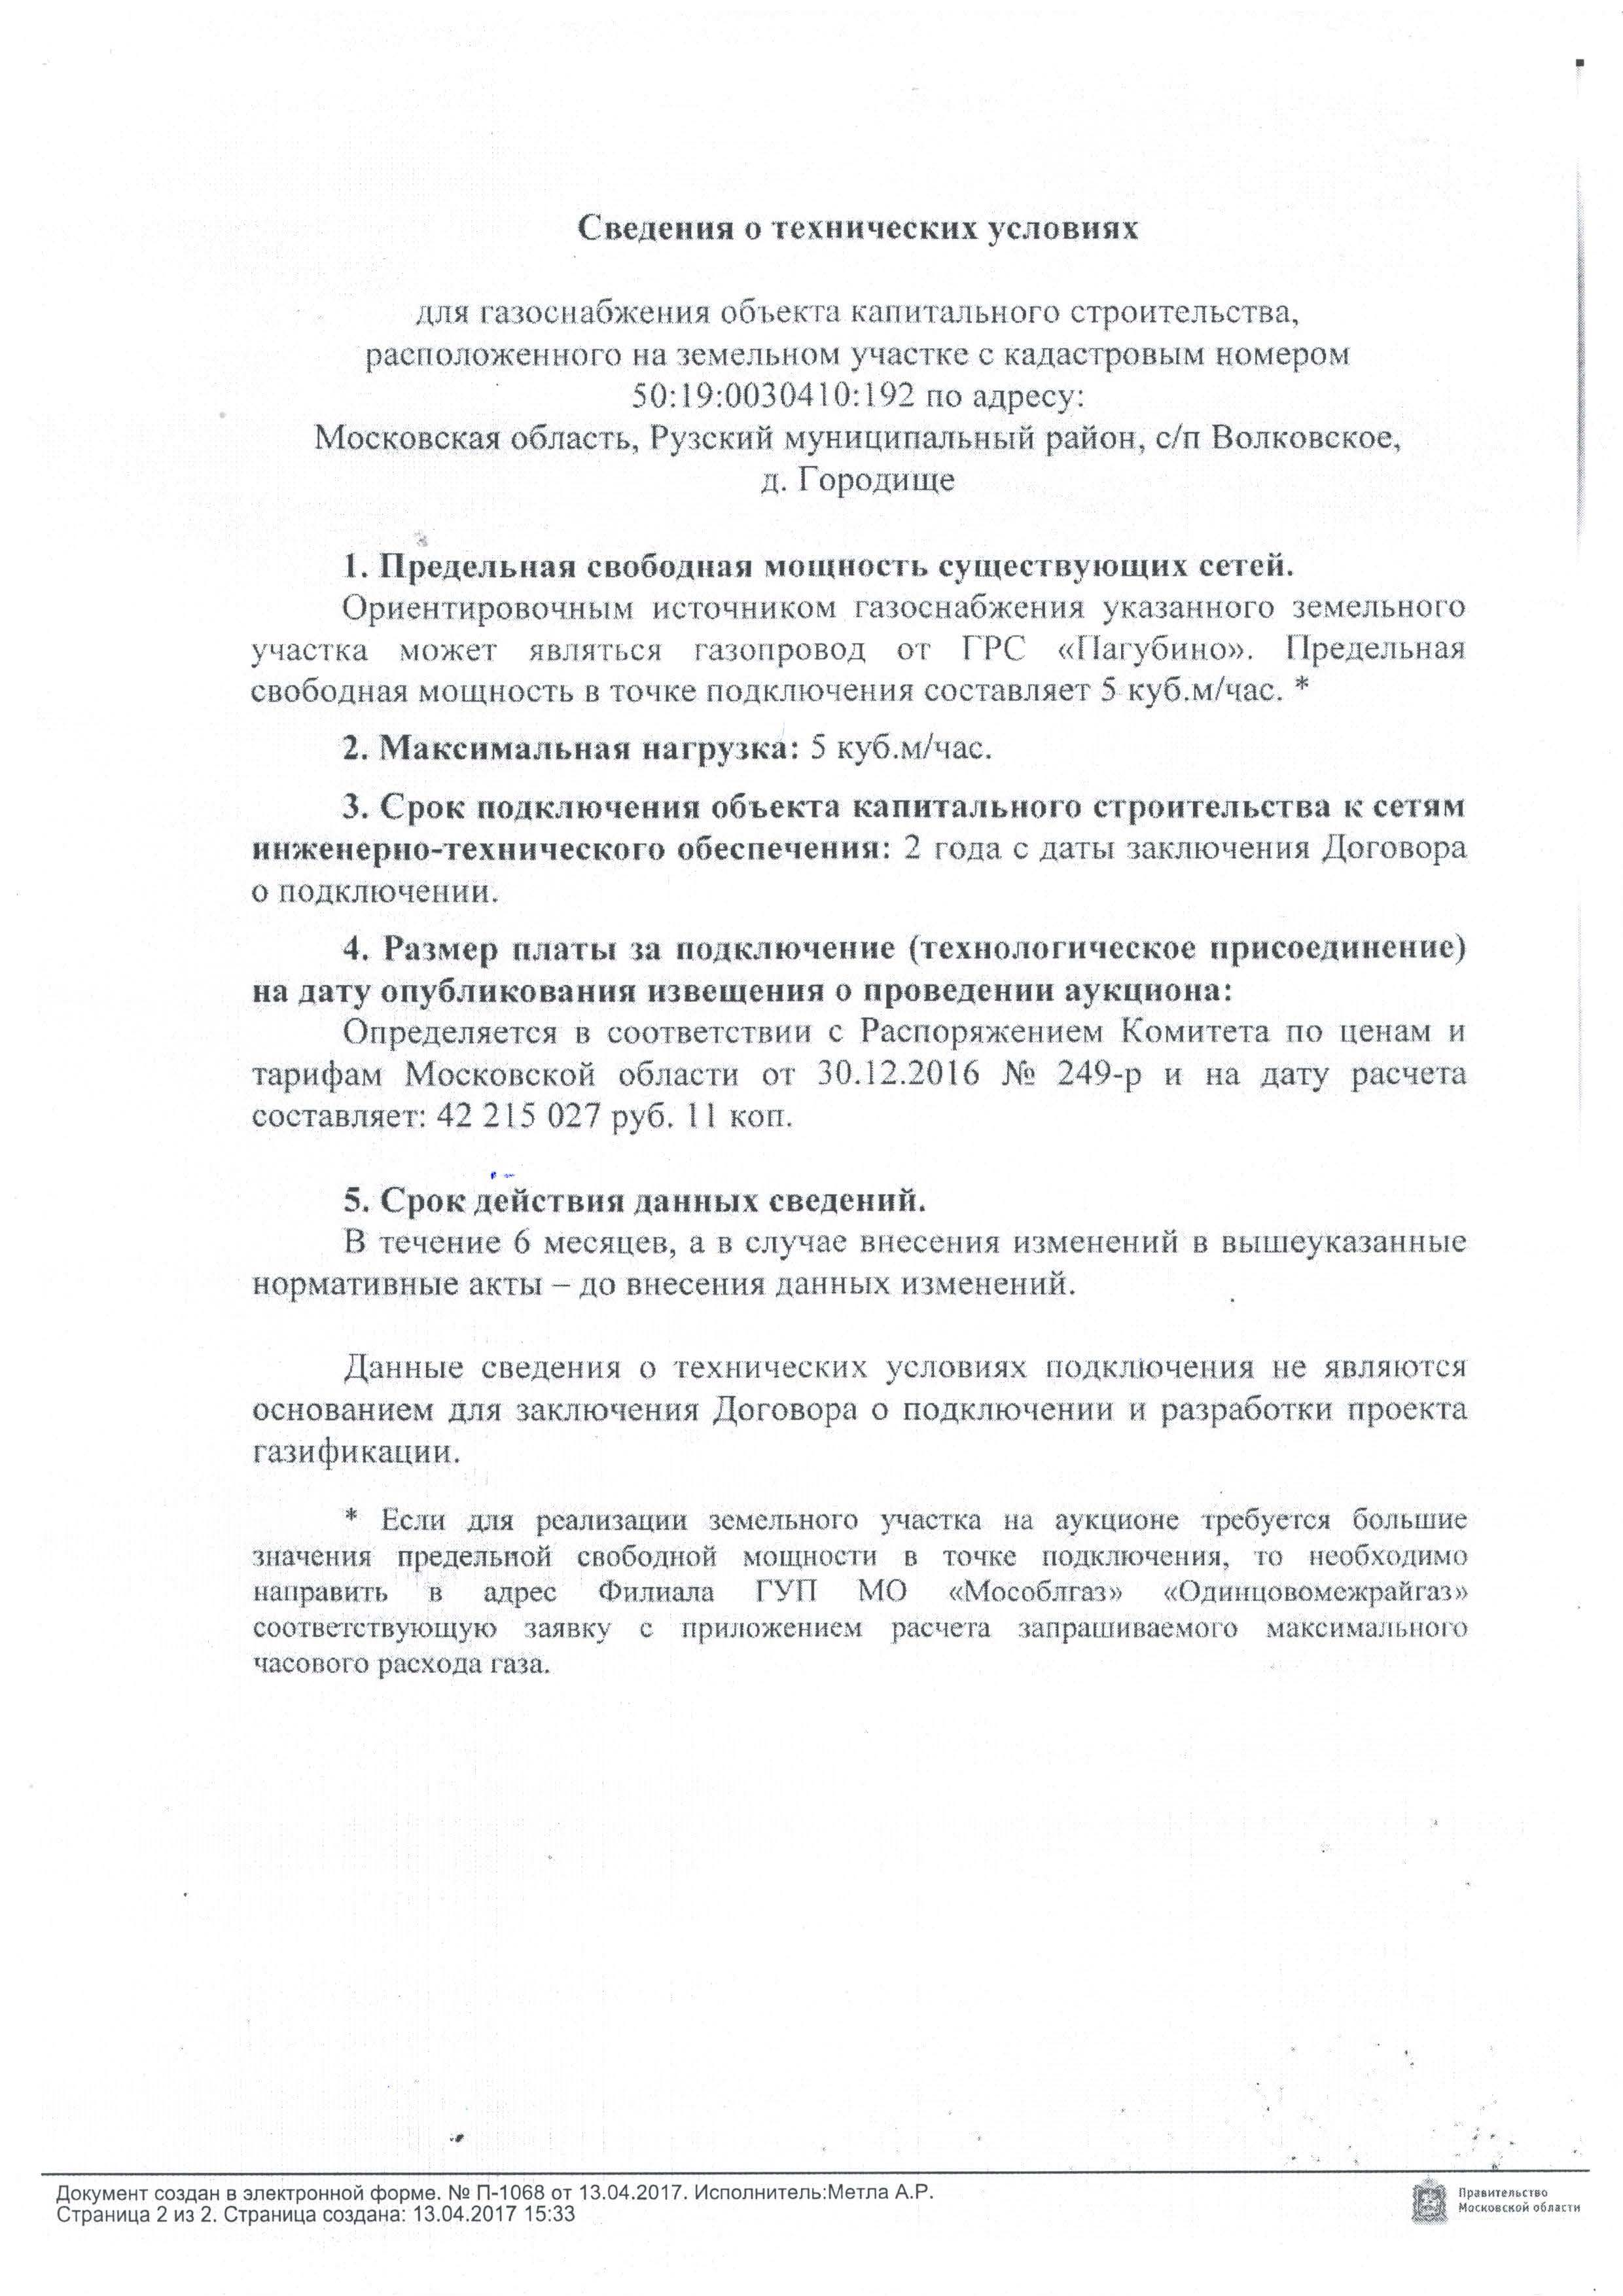 Сведения о технических условиях
для газоснабжения объекта капитального строительства,
расположенного на земельном участке с кадастровым номером
50:19:0030410:192 по адресу:
Московская область, Рузский муниципальный район, с/п Волковское,
д. Городище
1. Предельная свободная мощность существующих сетей.
Ориентировочным источником газоснабжения указанного земельного
участка может являться газопровод от ГРС «Пагубино». Предельная
свободная мощность в точке подключения составляет 5 куб.м/час. *
2. Максимальная нагрузка: 5 куб.м/час.
3. Срок подключения объекта капитального строительства к сетям
инженерно-технического обеспечения: 2 года с даты заключения Договора
о подключении.
4. Размер платы за подключение (технологическое присоединение)
на дату опубликования извещения о проведении аукциона:
Определяется в соответствии с Распоряжением Комитета по ценам и
тарифам Московской области от 30.12.2016 № 249-р и на дату расчета
составляет: 42 215 027 руб. 11 коп.
5. Срок действия данных сведений.
В течение 6 месяцев, а в случае внесения изменений в вышеуказанные
нормативные акты – до внесения данных изменений.
Данные сведения о технических условиях подключения не являются
основанием для заключения Договора о подключении и разработки проекта
газификации.
* Если для реализации земельного участка на аукционе требуется большие
значения предельной свободной мощности в точке подключения, то необходимо
направить в адрес Филиала ГУП МО «Мособлгаз» «Одинцовомежрайгаз»
соответствующую заявку с приложением расчета запрашиваемого максимального
часового расхода газа.
Документ создан в электронной форме. № П-1068 от 13.04.2017. Исполнитель:Метла А.Р.
Страница 2 из 2. Страница создана: 13.04.2017 15:33
Правительство
Московской области